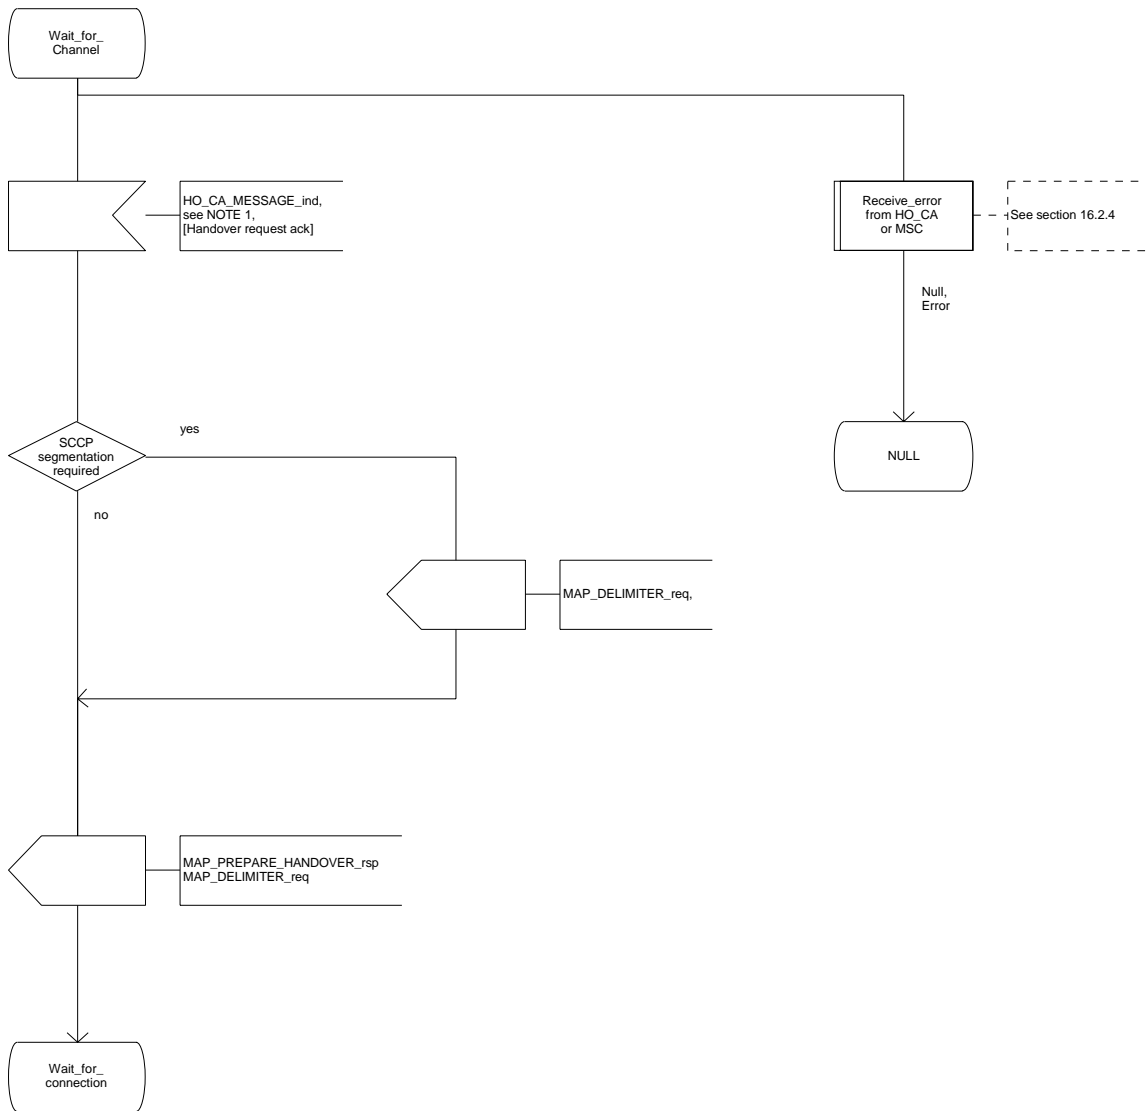 Wait_for_
Channel
HO_CA_MESSAGE_ind,
see NOTE 1,
[Handover request ack]
Receive_error
from HO_CA
or MSC
See section 16.2.4
Null,
Error
SCCP
segmentation
required
yes
no
NULL
MAP_DELIMITER_req,
MAP_PREPARE_HANDOVER_rsp
MAP_DELIMITER_req
Wait_for_
connection